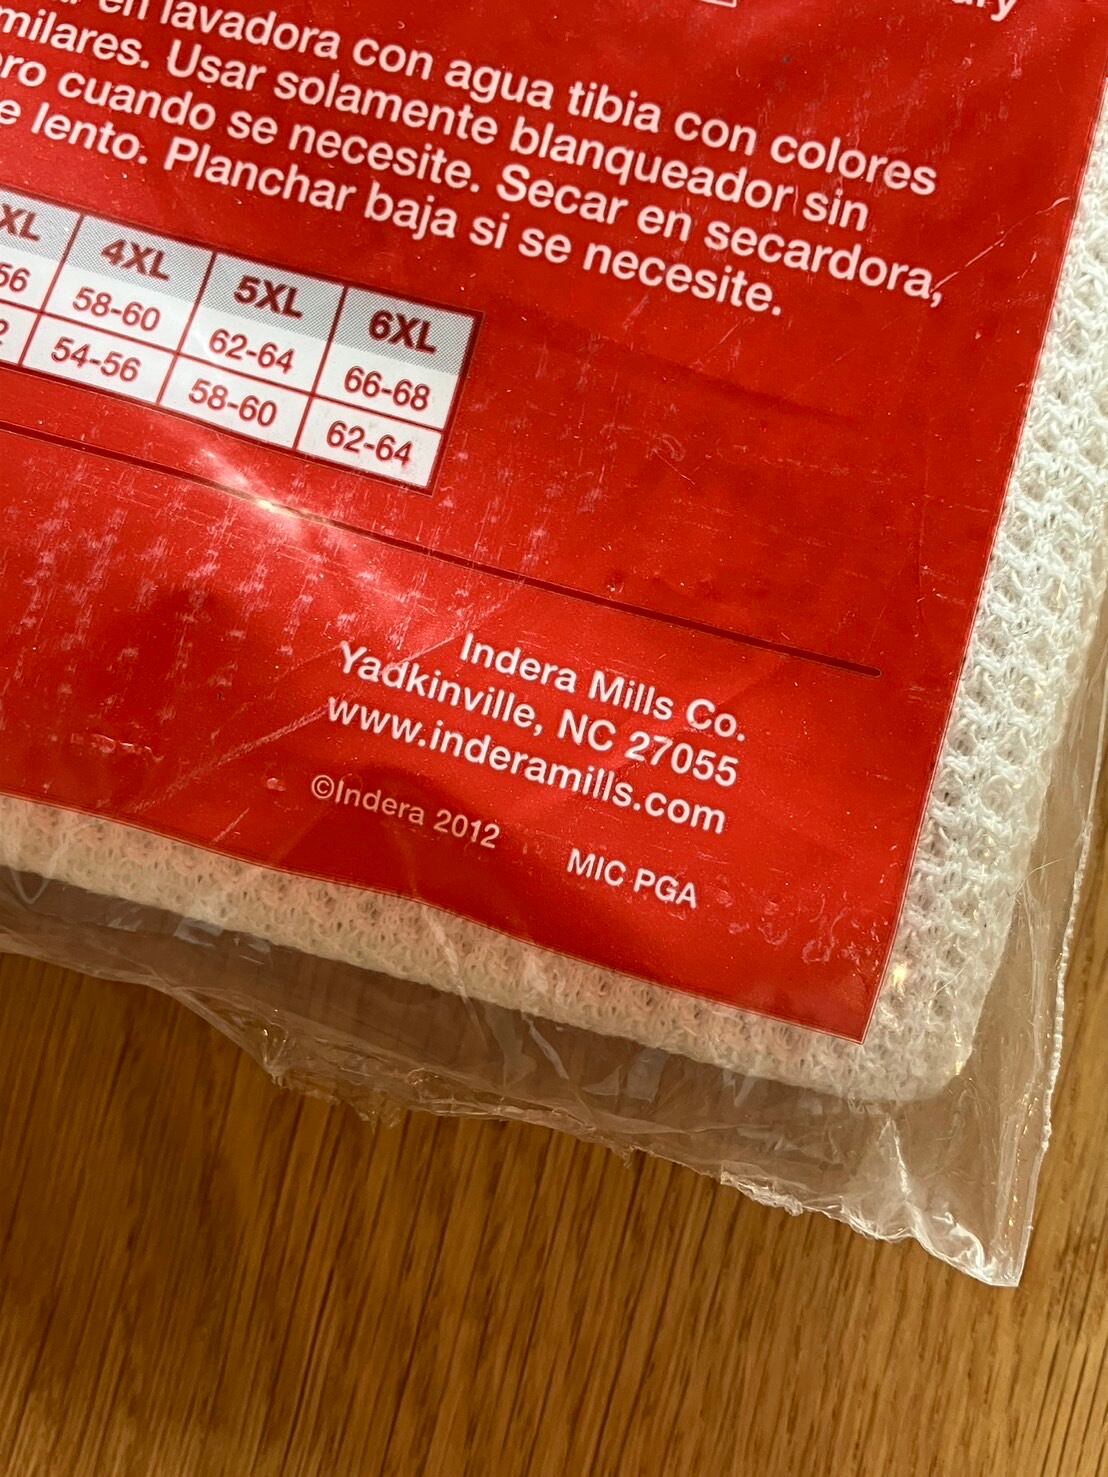 en lavadora con agua tibia con colores
milares. Usar solamente blanqueador sin
ro cuando se necesite. Secar en secardora,
e lento. Planchar baja si se necesite.
XL 4XL 5XL 6XL
56 58-60 62-64 66-68
2 54-56 58-60 62-64
Indera Mills Co.
Yadkinville, NC 27055
www.inderamills.com
©Indera 2012 MIC PGA